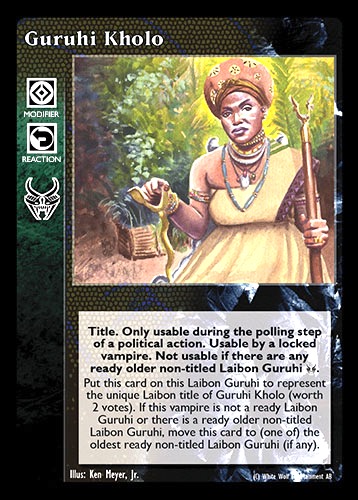 Guruhi Kholo
MODIFIER
REACTION
Title. Only usable during the polling step
of a political action. Usable by a locked
vampire. Not usable if there are any
ready older non-titled Laibon Guruhi.
Put this card on this Laibon Guruhi to represent
the unique Laibon title of Guruhi Kholo (worth
2 votes). If this vampire is not a ready Laibon
Guruhi or there is a ready older non-titled
Laibon Guruhi, move this card to (one of) the
oldest ready non-titled Laibon Guruhi (if any).
Illus: Ken Meyer, Jr.
(C) White Wolf Entertainment AB